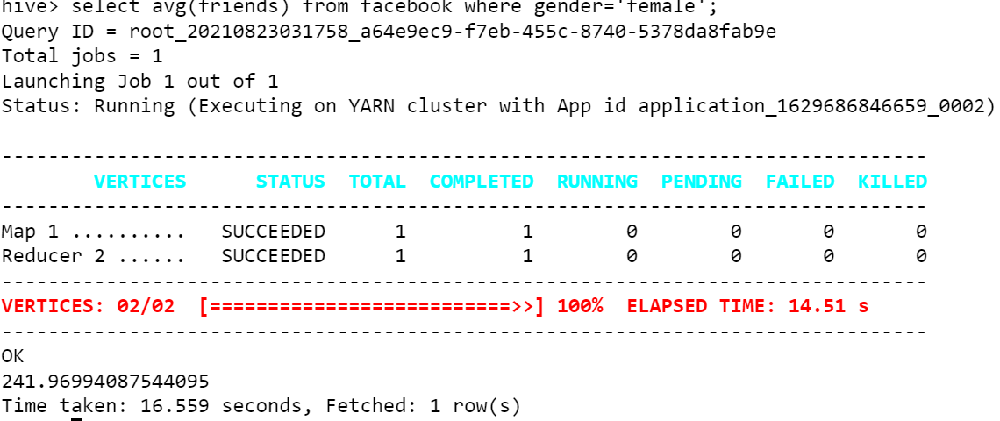 hive> select avg(friends) from facebook where gender='female';
Query ID = root_20210823031758_a64e9ec9-f7eb-455c-8740-5378da8fab9e
Total jobs = 1
Launching Job 1 out of 1
Status: Running (Executing on YARN cluster with App id application_1629686846659_0002)
--------------------------------------------------------------------------------
VERTICES STATUS TOTAL COMPLETED RUNNING PENDING FAILED KILLED
--------------------------------------------------------------------------------
Map 1 .......... SUCCEEDED 1 1 0 0 0 0
Reducer 2 ...... SUCCEEDED 1 1 0 0 0 0
--------------------------------------------------------------------------------
VERTICES: 02/02 [==========================>>] 100% ELAPSED TIME: 14.51 s
--------------------------------------------------------------------------------
OK
241.96994087544095
Time taken: 16.559 seconds, Fetched: 1 row(s)